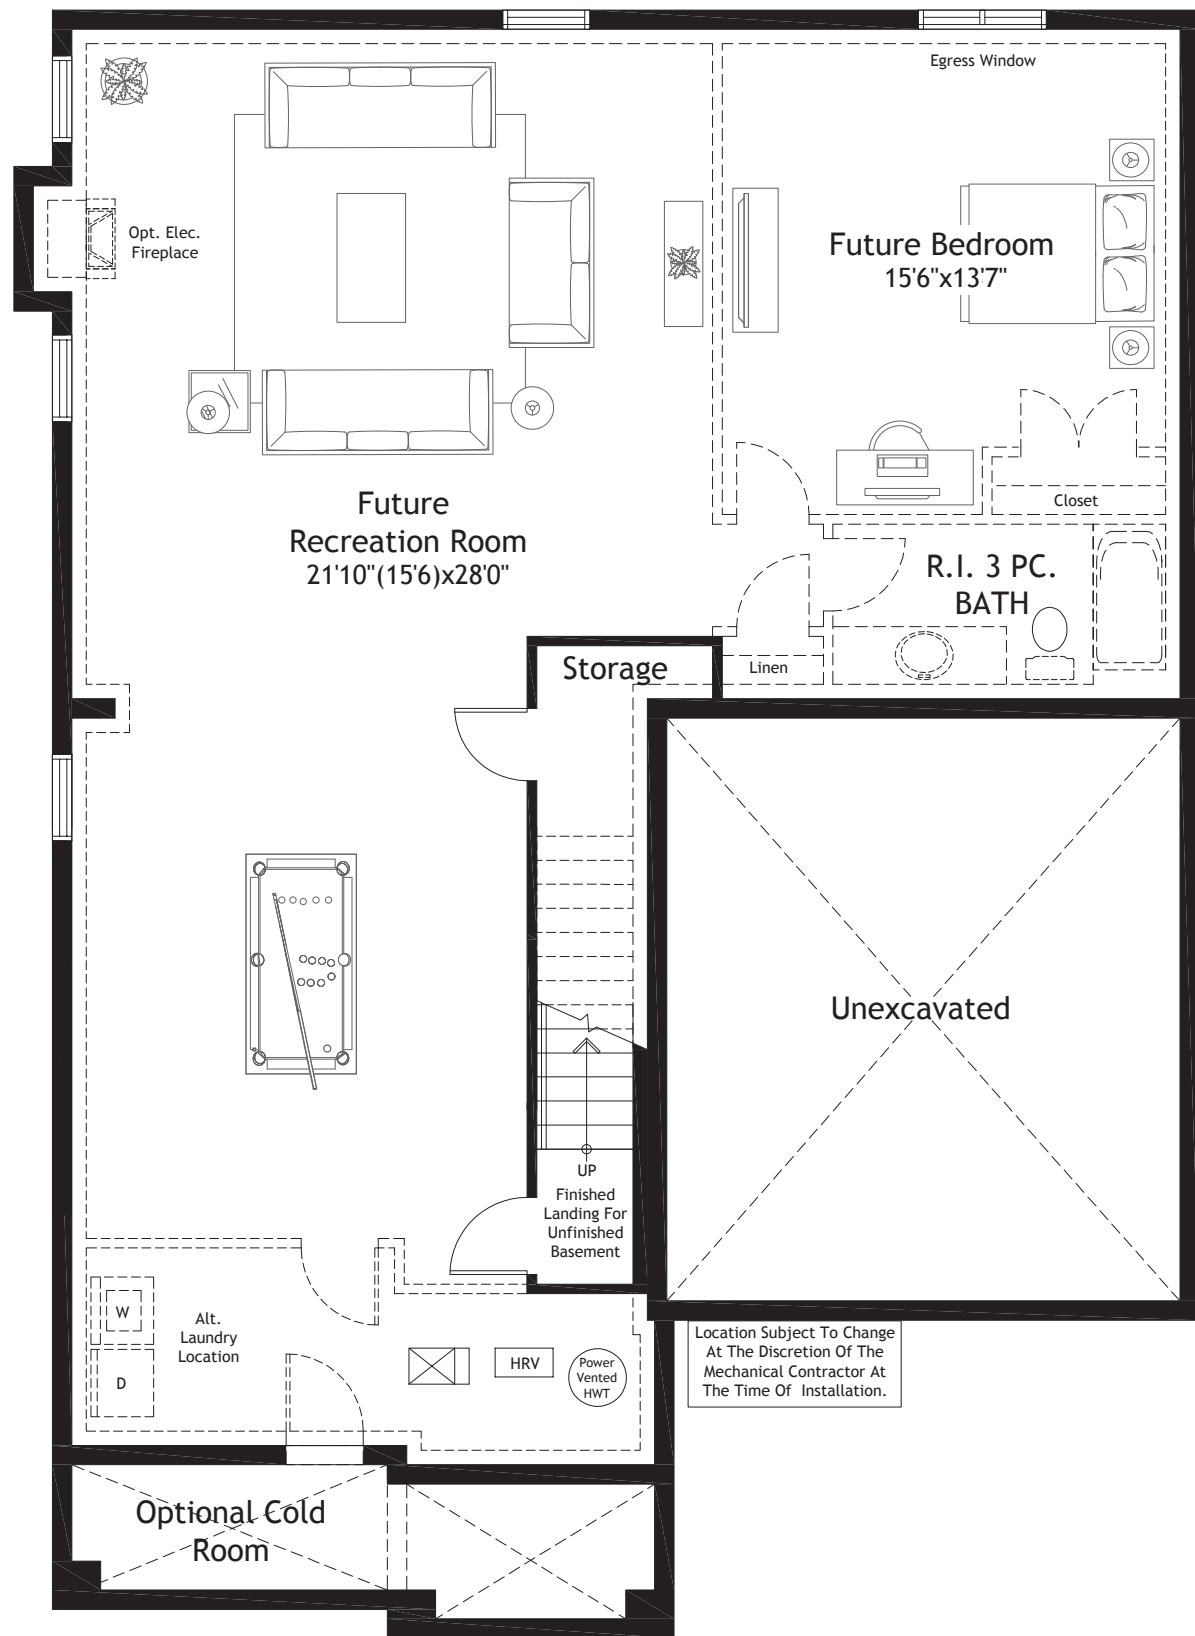 Egress Window
Opt. Elec.
Fireplace
Future Bedroom
15'6"x13'7"
Closet
Future
Recreation Room
21'10"(15'6)x28'0"
R.I. 3 PC.
BATH
Storage
Linen
Unexcavated
UP
Finished
Landing For
Unfinished
Basement
W
D
Alt.
Laundry
Location
HRV
Power
Vented
HWT
Location Subject To Change
At The Discretion Of The
Mechanical Contractor At
The Time Of Installation.
Optional Cold
Room